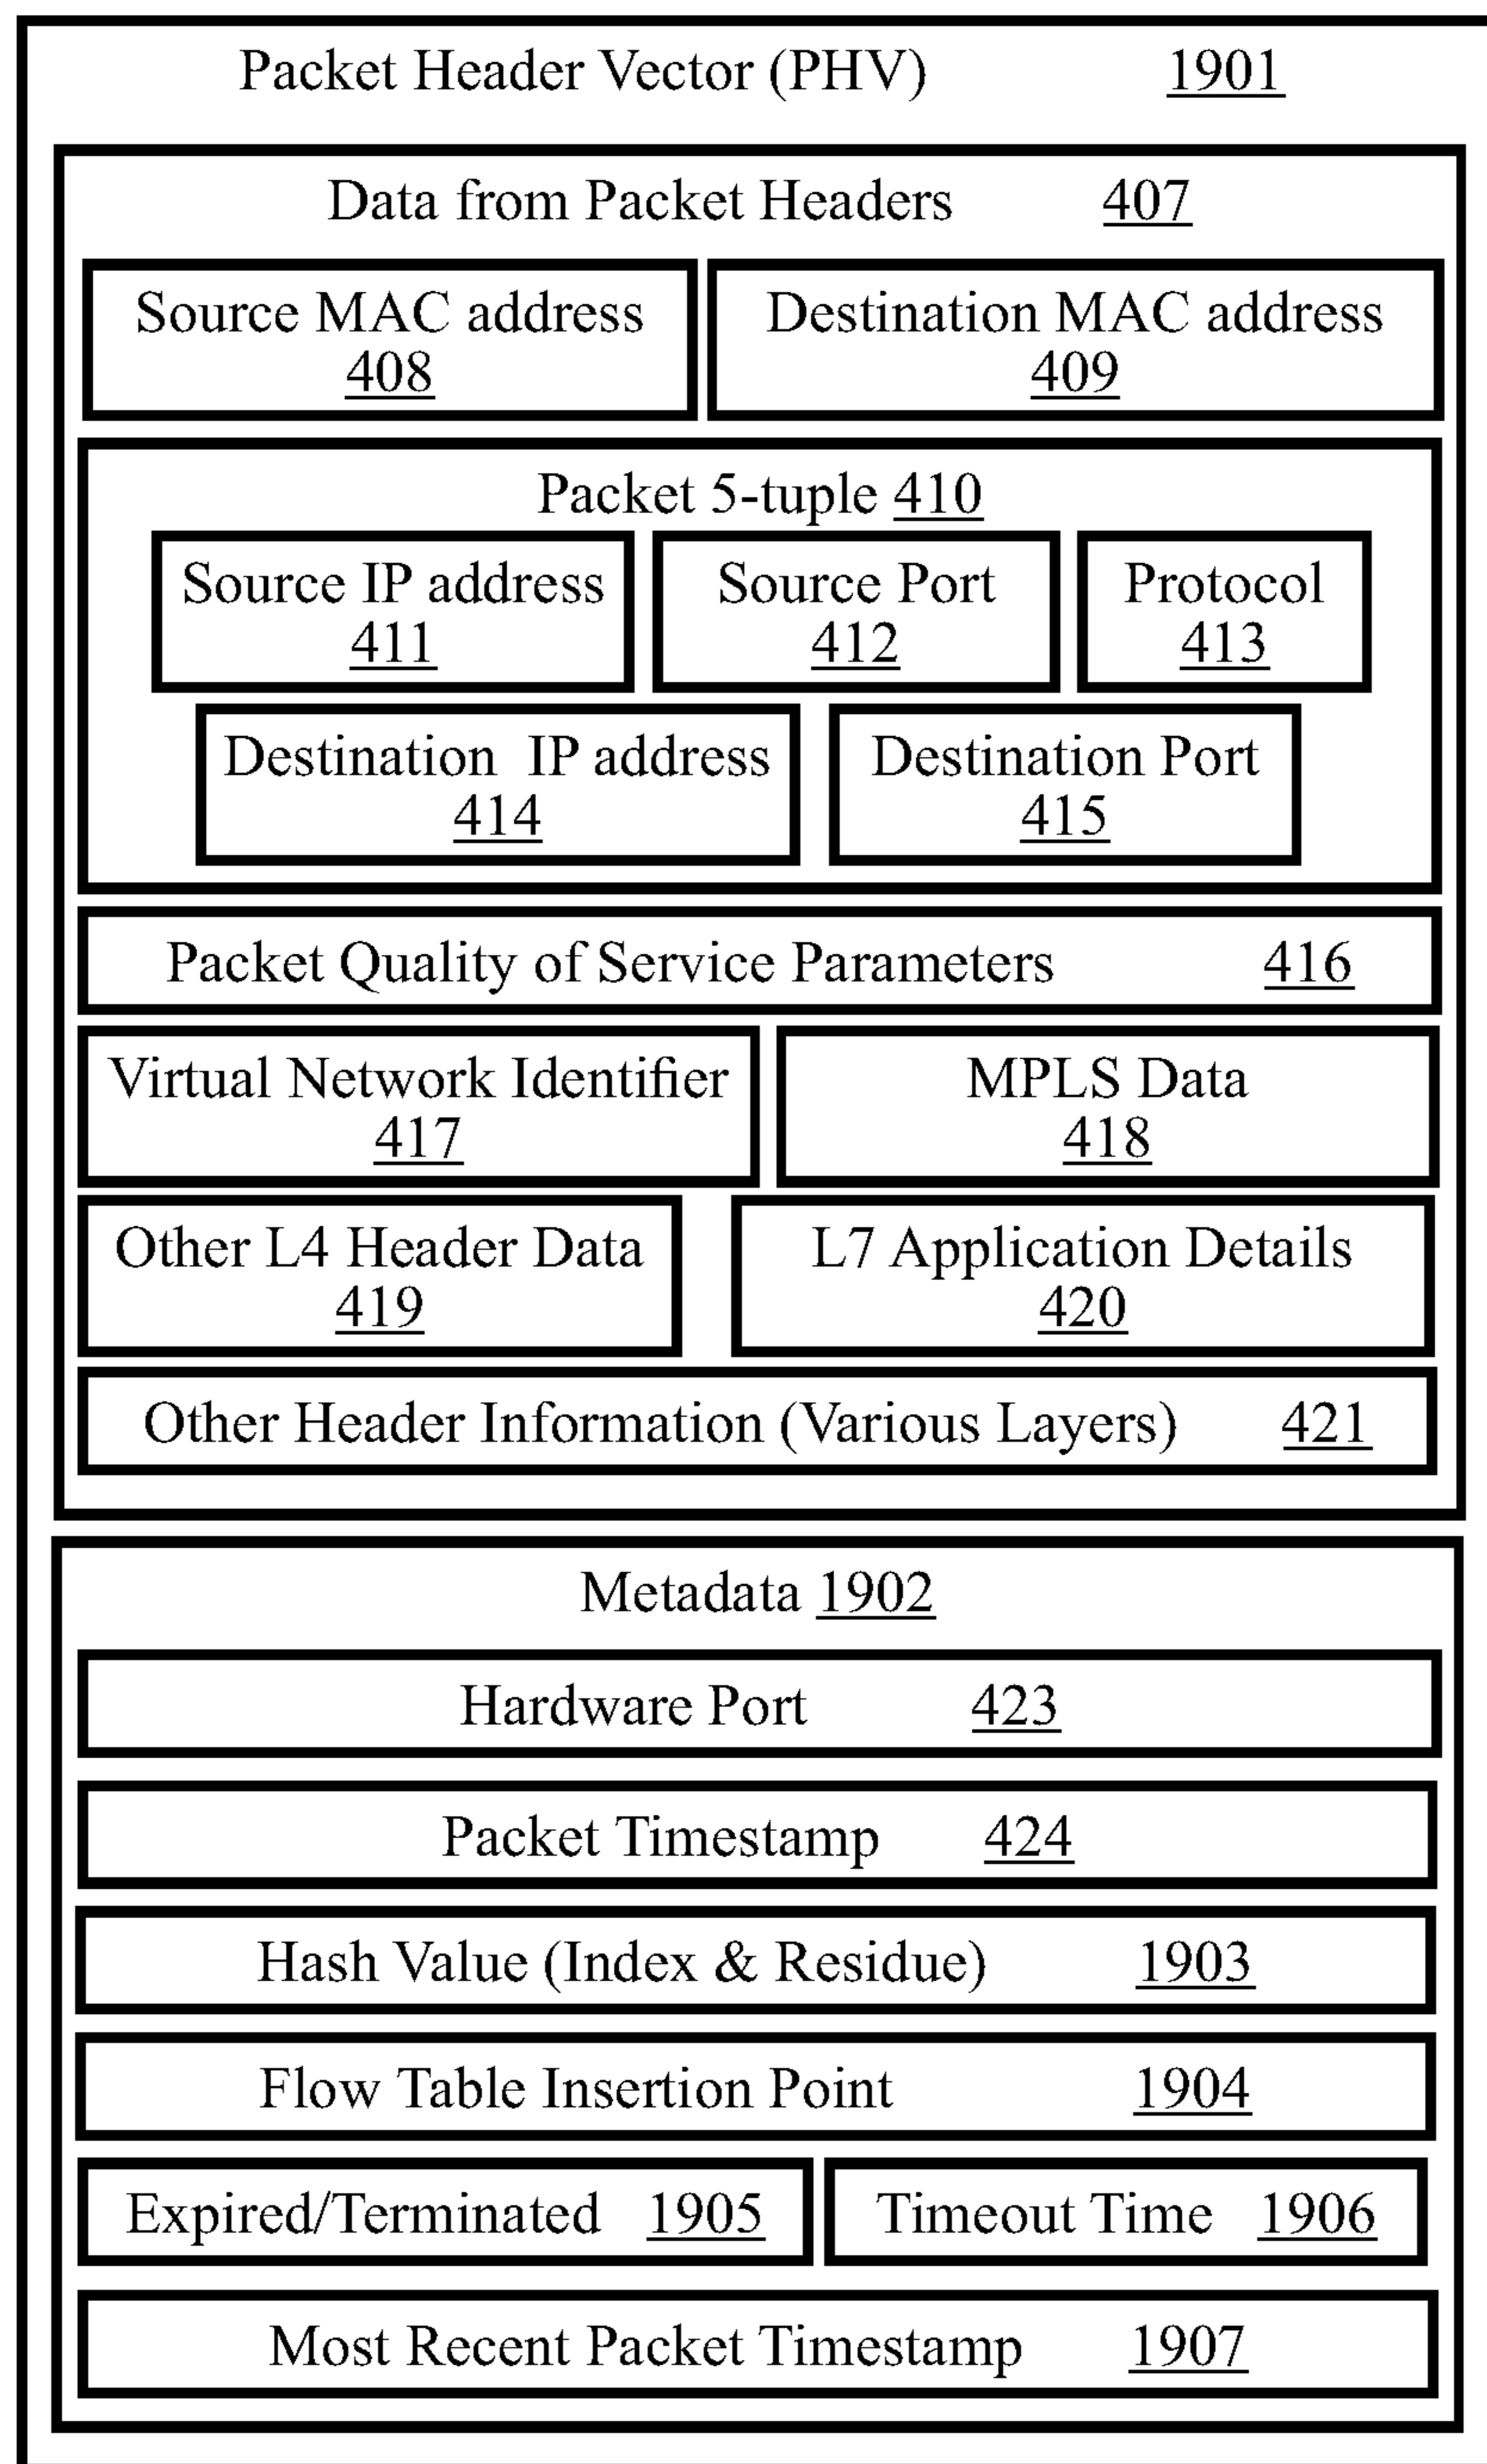 Packet Header Vector (PHV) 1901
Data from Packet Headers 407
Source MAC address
408
Destination MAC address
409
Packet 5-tuple 410
Source IP address
411
Source Port
412
Protocol
413
Destination IP address
414
Destination Port
415
Packet Quality of Service Parameters 416
Virtual Network Identifier
417
MPLS Data
418
Other L4 Header Data
419
L7 Application Details
420
Other Header Information (Various Layers) 421
Metadata 1902
Hardware Port 423
Packet Timestamp 424
Hash Value (Index & Residue) 1903
Flow Table Insertion Point 1904
Expired/Terminated 1905
Timeout Time 1906
Most Recent Packet Timestamp 1907